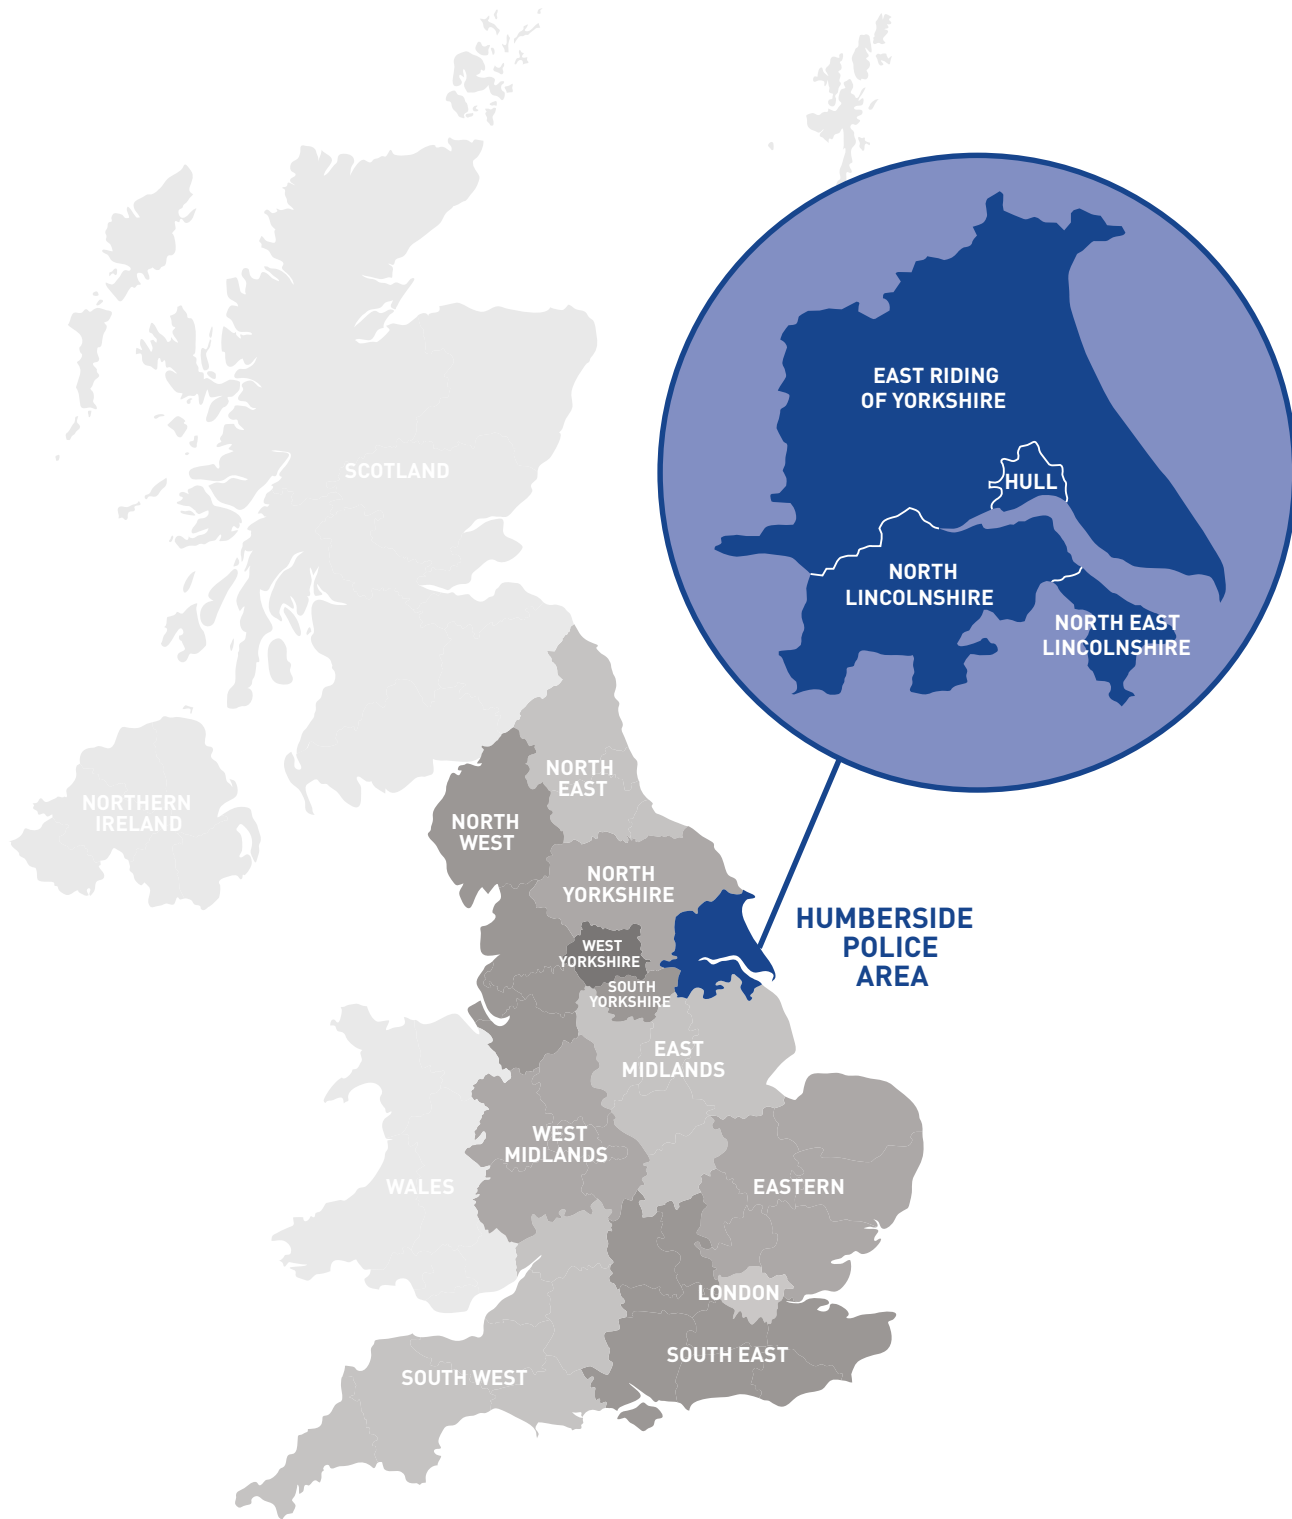 EAST RIDING
OF YORKSHIRE
HULL
NORTH
LINCOLNSHIRE
NORTH EAST
LINCOLNSHIRE
SCOTLAND
NORTHERN
IRELAND
NORTH
EAST
NORTH
WEST
NORTH
YORKSHIRE
HUMBERSIDE
POLICE
AREA
WEST
YORKSHIRE
SOUTH
YORKSHIRE
EAST
MIDLANDS
WEST
MIDLANDS
WALES
EASTERN
LONDON
SOUTH EAST
SOUTH WEST